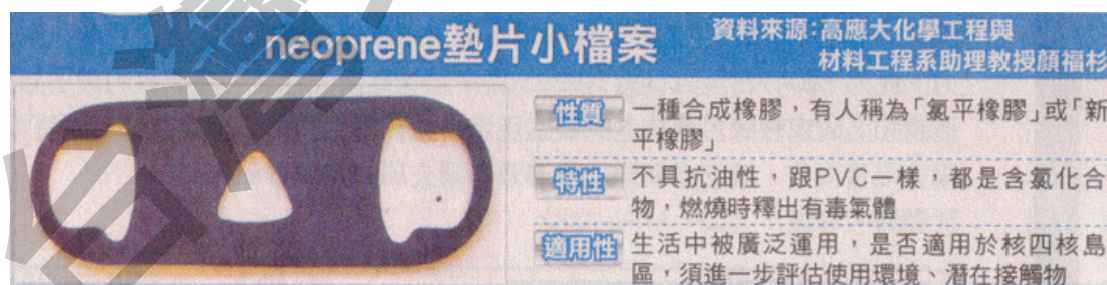 neoprene墊片小檔案
資料來源:高應大化學工程與
材料工程系助理教授顏福杉
性質 一種合成橡膠,有人稱為「氯平橡膠」或「新
平橡膠」
特性 不具抗油性,跟PVC一樣,都是含氯化合
物,燃燒時釋出有毒氣體
適用性 生活中被廣泛運用,是否適用於核四核島
區,須進一步評估使用環境、潛在接觸物